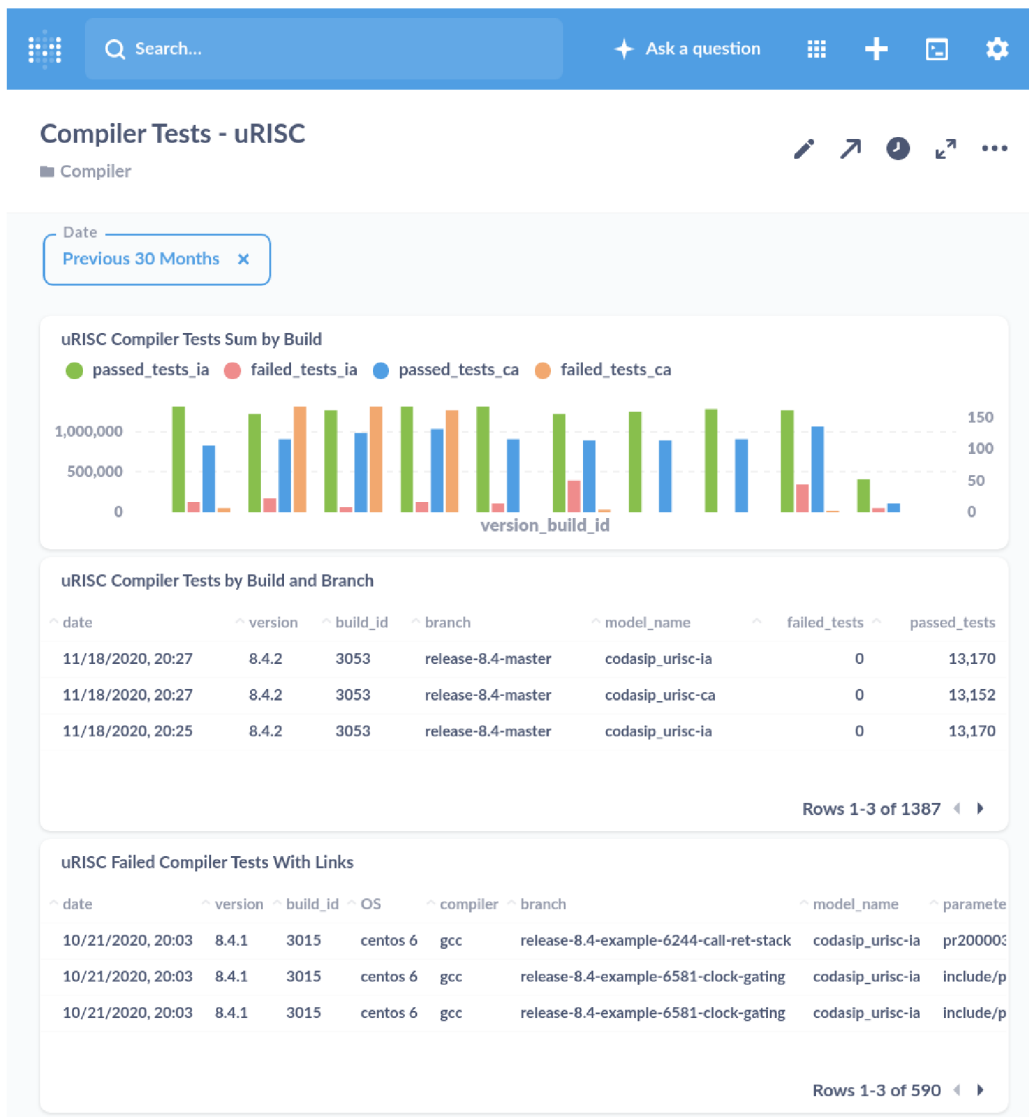 Search...
Ask a question
Compiler Tests - uRISC
Compiler
Date
Previous 30 Months ×
uRISC Compiler Tests Sum by Build
passed_tests_ia failed_tests_ia passed_tests_ca failed_tests_ca
1,000,000
500,000
0
150
100
50
0
version_build_id
uRISC Compiler Tests by Build and Branch
date version build_id branch model_name failed_tests passed_tests
11/18/2020, 20:27 8.4.2 3053 release-8.4-master codasip_urisc-ia 0 13,170
11/18/2020, 20:27 8.4.2 3053 release-8.4-master codasip_urisc-ca 0 13,152
11/18/2020, 20:25 8.4.2 3053 release-8.4-master codasip_urisc-ia 0 13,170
Rows 1-3 of 1387
uRISC Failed Compiler Tests With Links
date version build_id OS compiler branch model_name paramete
10/21/2020, 20:03 8.4.1 3015 centos 6 gcc release-8.4-example-6244-call-ret-stack codasip_urisc-ia pr200003
10/21/2020, 20:03 8.4.1 3015 centos 6 gcc release-8.4-example-6581-clock-gating codasip_urisc-ia include/p
10/21/2020, 20:03 8.4.1 3015 centos 6 gcc release-8.4-example-6581-clock-gating codasip_urisc-ia include/p
Rows 1-3 of 590